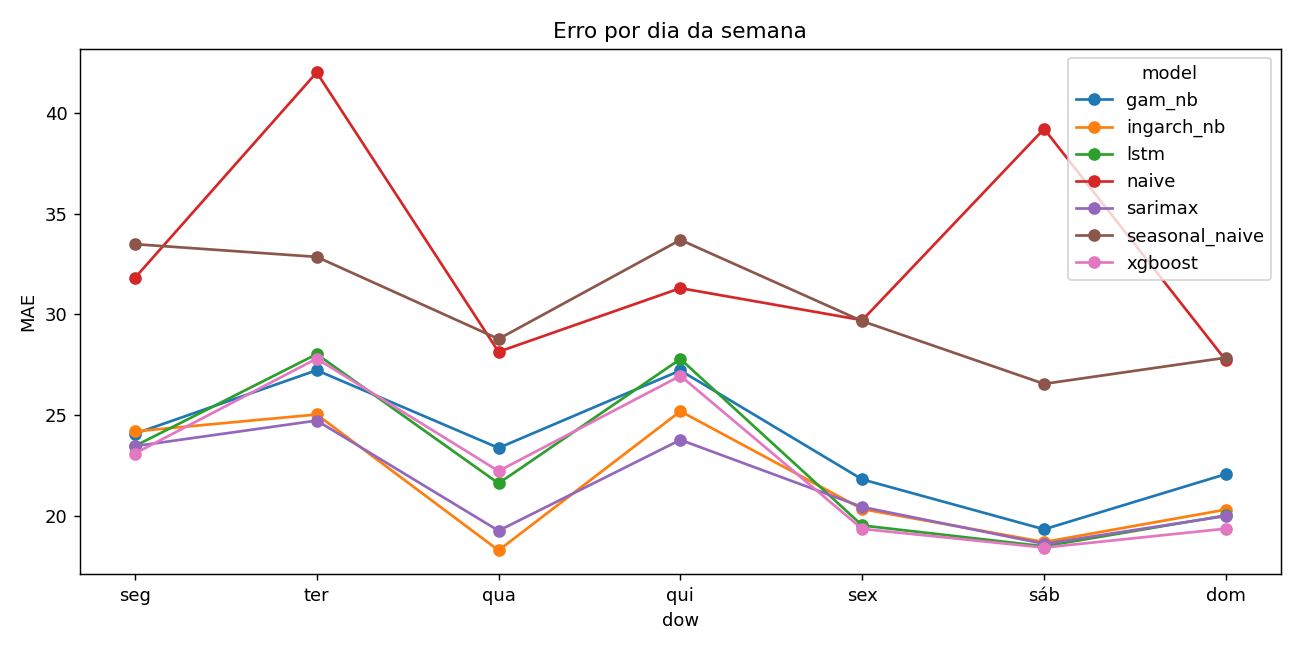 Erro por dia da semana
model
gam_nb
ingarch_nb
lstm
naive
sarimax
seasonal_naive
xgboost
MAE
40
35
30
25
20
seg ter qua qui sex sáb dom
dow